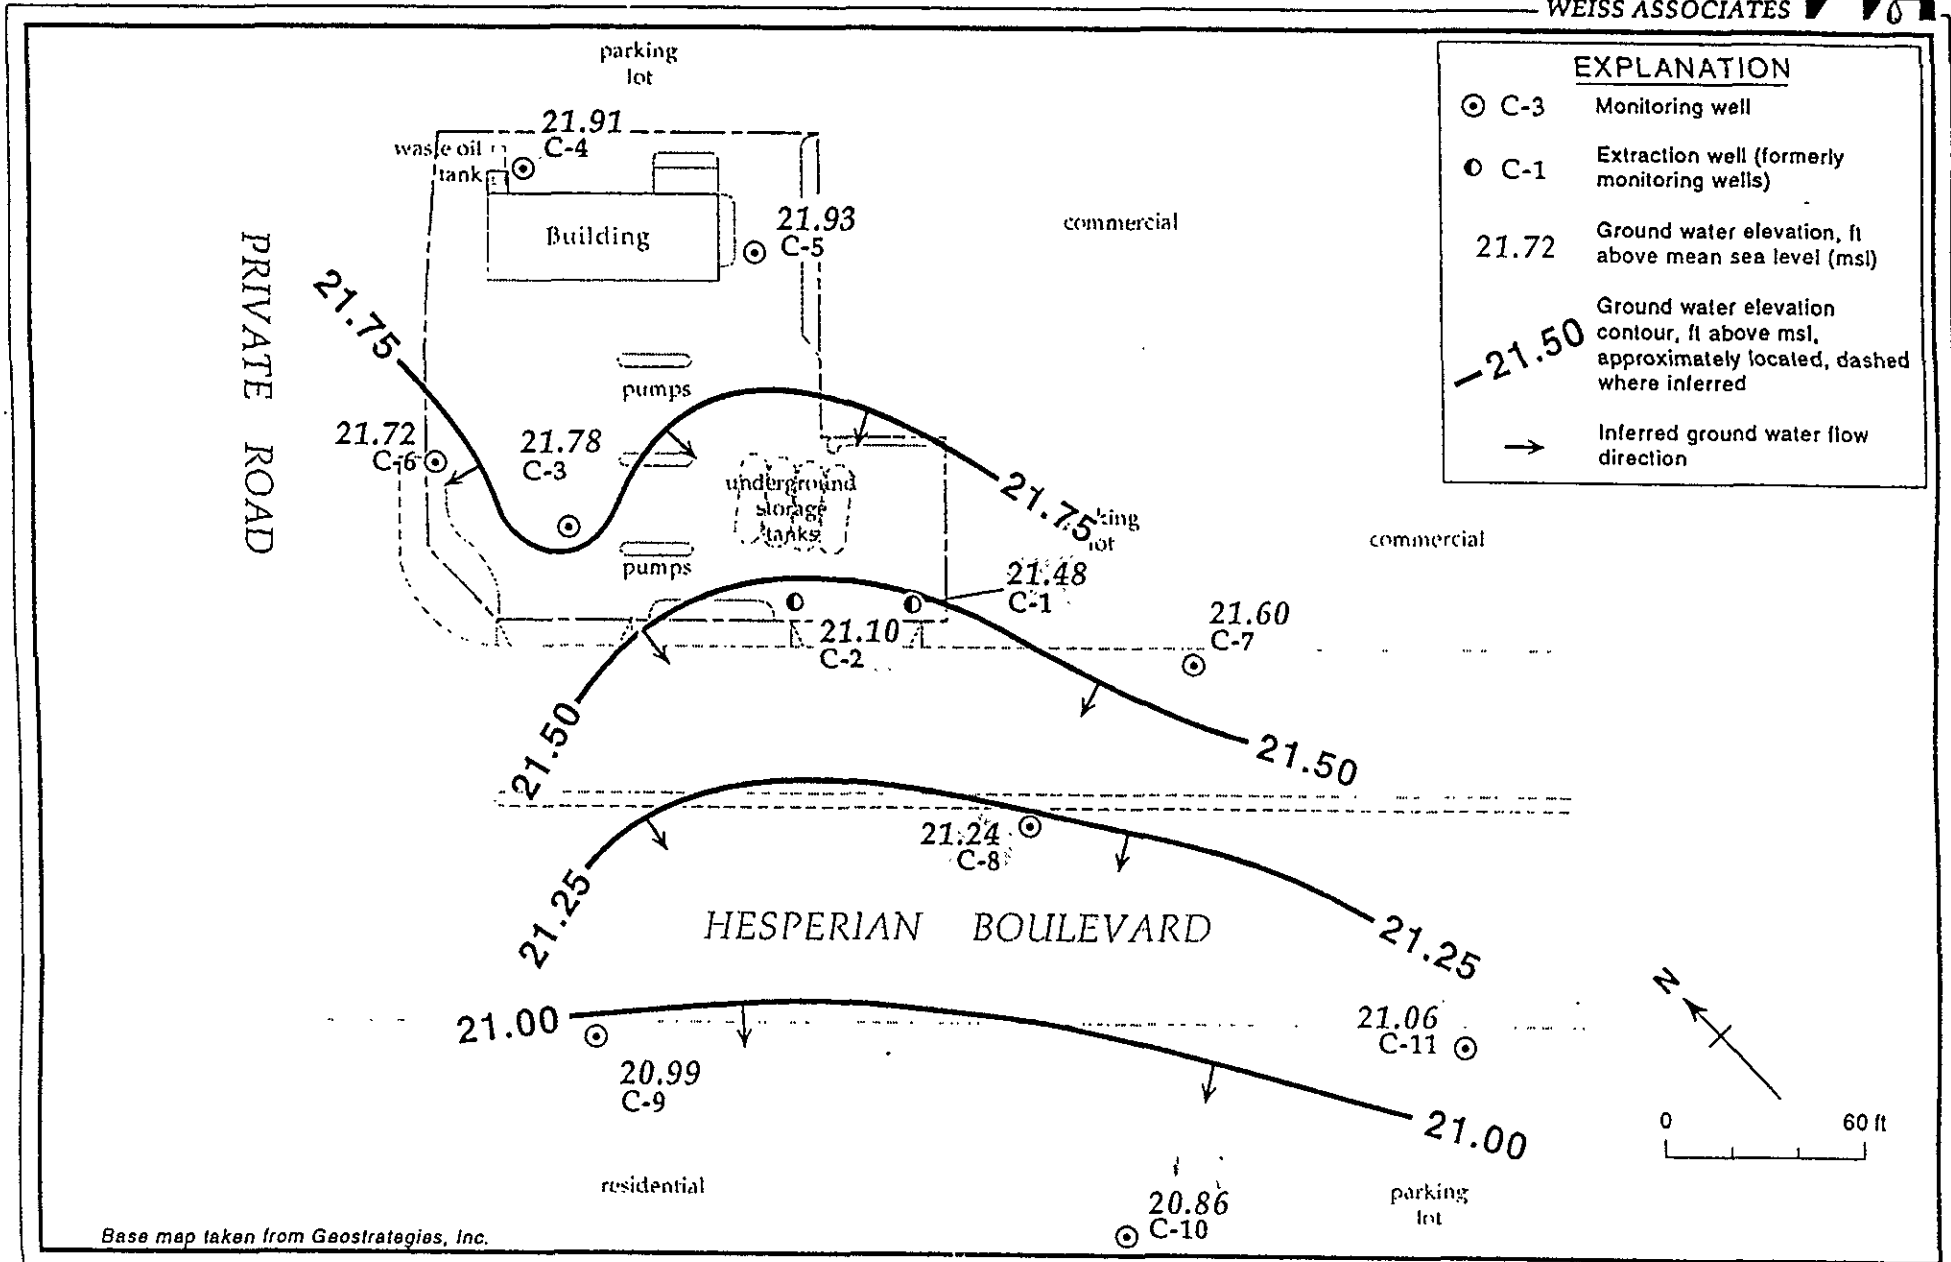 WEISS ASSOCIATES
parking
lot
EXPLANATION
C-3 Monitoring well
C-1 Extraction well (formerly
monitoring wells)
21.72 Ground water elevation, ft
above mean sea level (msl)
21.50 Ground water elevation
contour, ft above msl,
approximately located, dashed
where inferred
Inferred ground water flow
direction
21.91
C-4
waste oil
tank
Building
21.93
C-5
commercial
PRIVATE ROAD
21.75
pumps
21.72
C-6
21.78
C-3
underground
storage
tanks
21.75
king
lot
commercial
pumps
21.48
C-1
21.10
C-2
21.60
C-7
21.50
21.50
21.24
C-8
21.25
HESPERIAN BOULEVARD
21.25
21.00
20.99
C-9
21.06
C-11
N
21.00
0 60 ft
residential
20.86
C-10
parking
lot
Base map taken from Geostrategies, Inc.